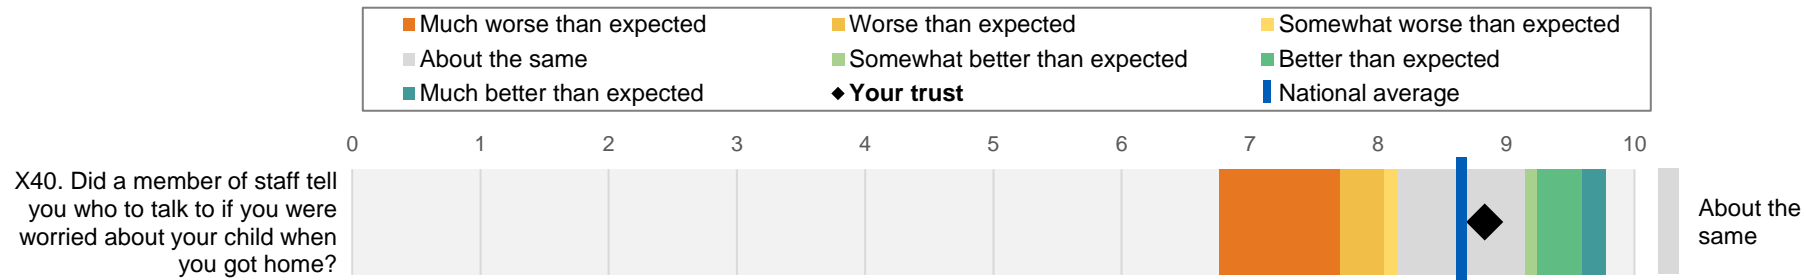 Much worse than expected Worse than expected Somewhat worse than expected
About the same Somewhat better than expected Better than expected
Much better than expected Your trust National average
0 1 2 3 4 5 6 7 8 9 10
X40. Did a member of staff tell
you who to talk to if you were
worried about your child when
you got home?
About the
same